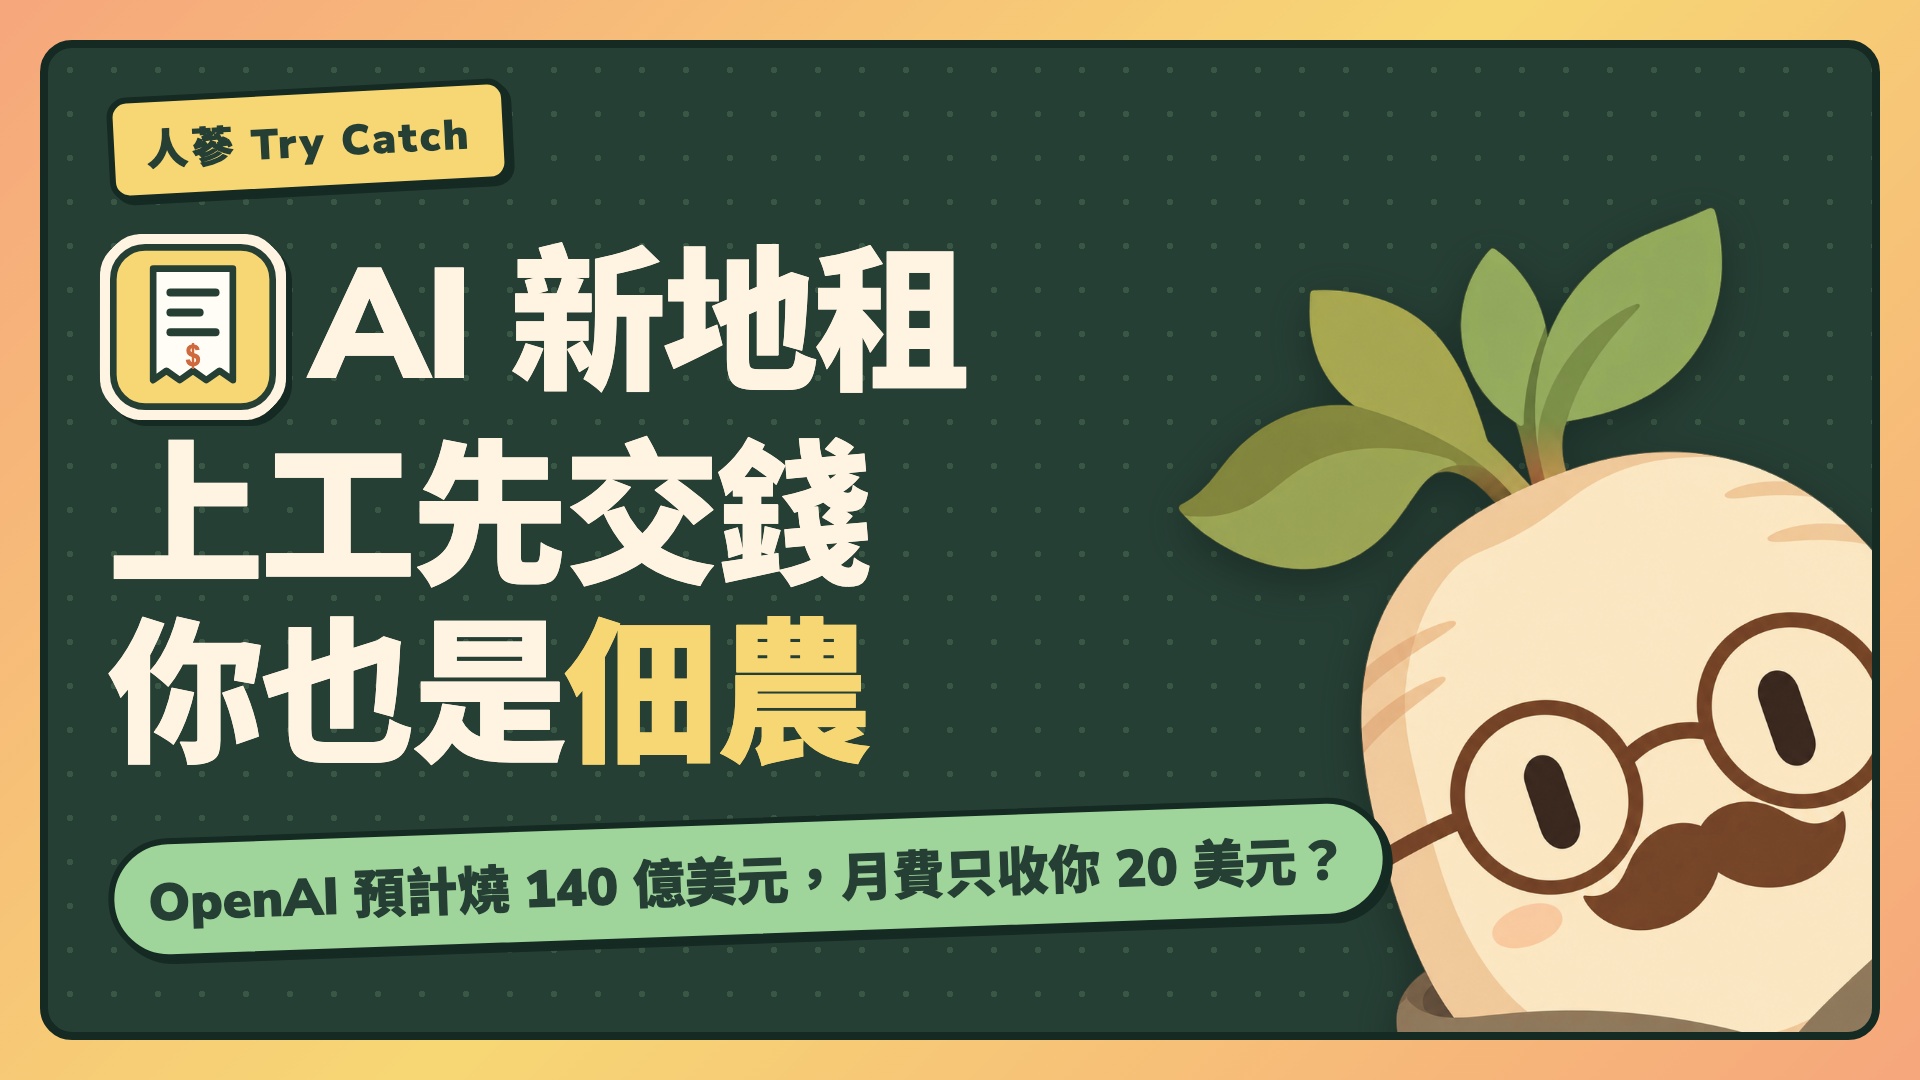 人蔘 Try Catch
$
AI 新地租
上工先交錢
你也是佃農
OpenAI 預計燒 140 億美元，月費只收你 20 美元？